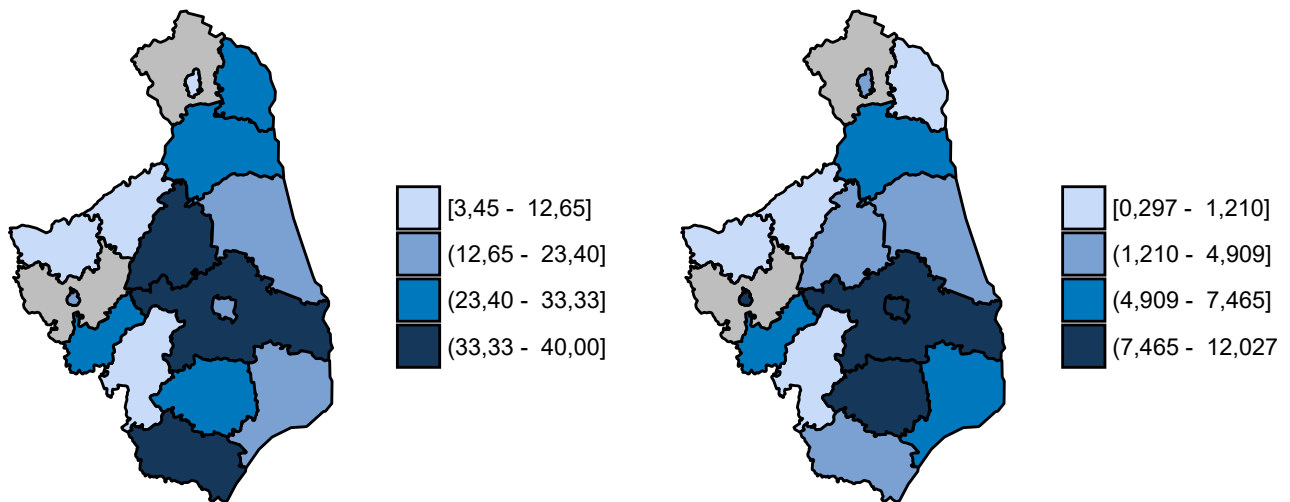 [3,45 - 12,65]
(12,65 - 23,40]
(23,40 - 33,33]
(33,33 - 40,00]
[0,297 - 1,210]
(1,210 - 4,909]
(4,909 - 7,465]
(7,465 - 12,027